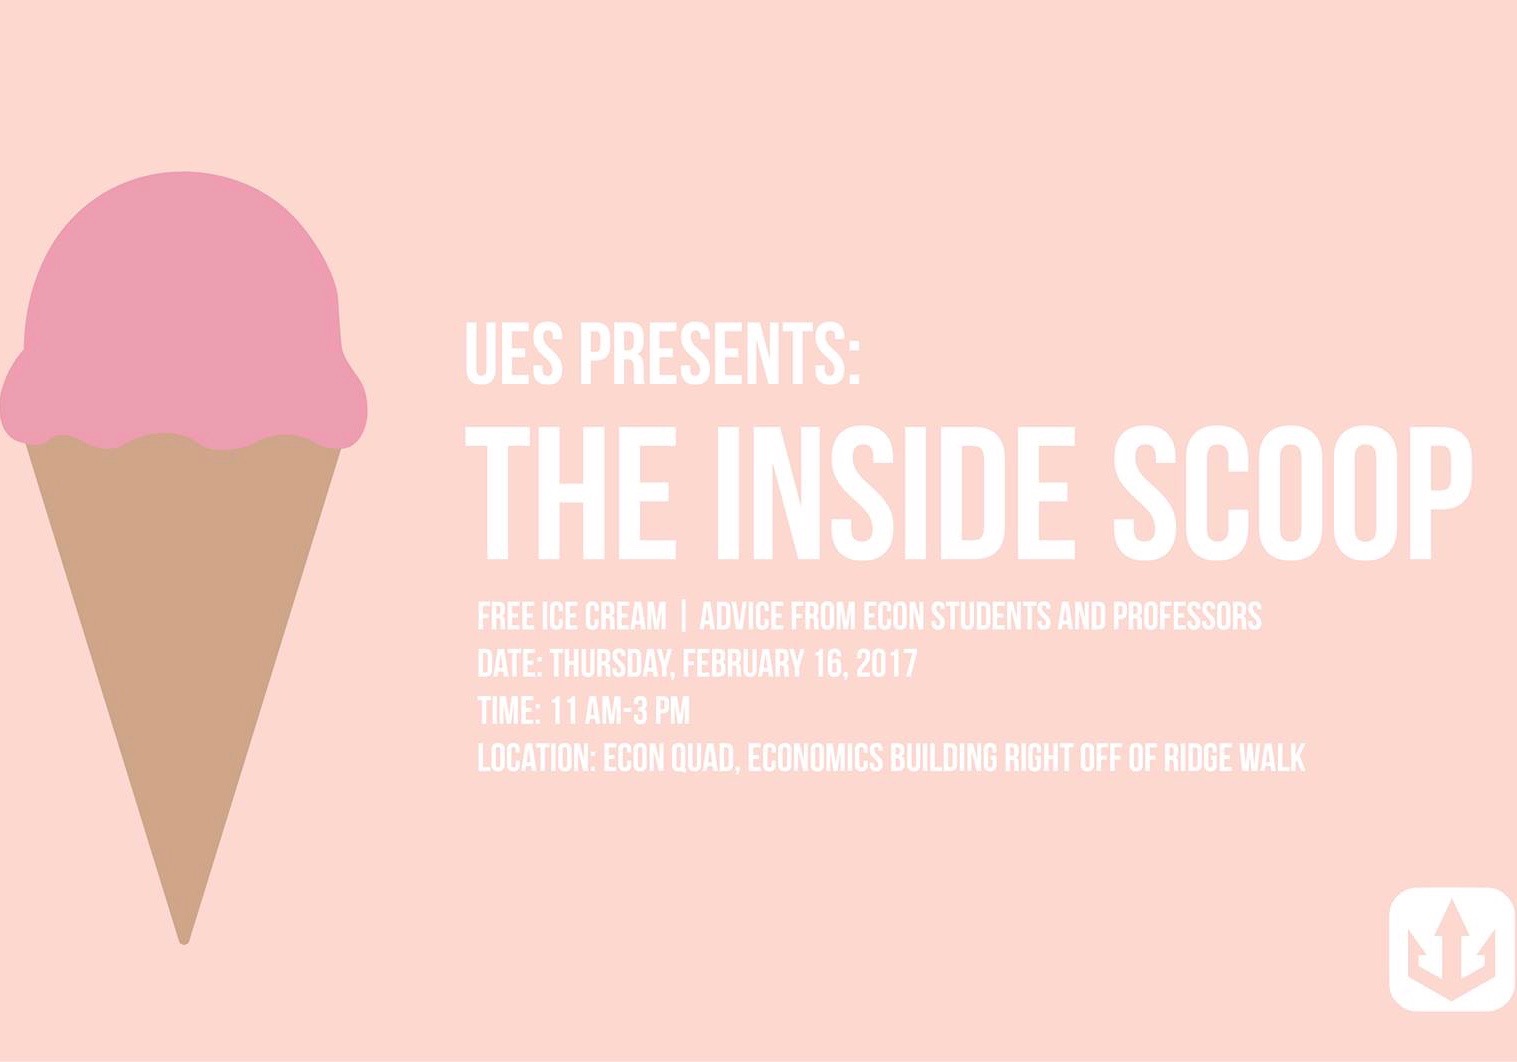 UES PRESENTS:
THE INSIDE SCOOP
FREE ICE CREAM | ADVICE FROM ECON STUDENTS AND PROFESSORS
DATE: THURSDAY, FEBRUARY 16, 2017
TIME: 11 AM-3 PM
LOCATION: ECON QUAD, ECONOMICS BUILDING RIGHT OFF OF RIDGE WALK